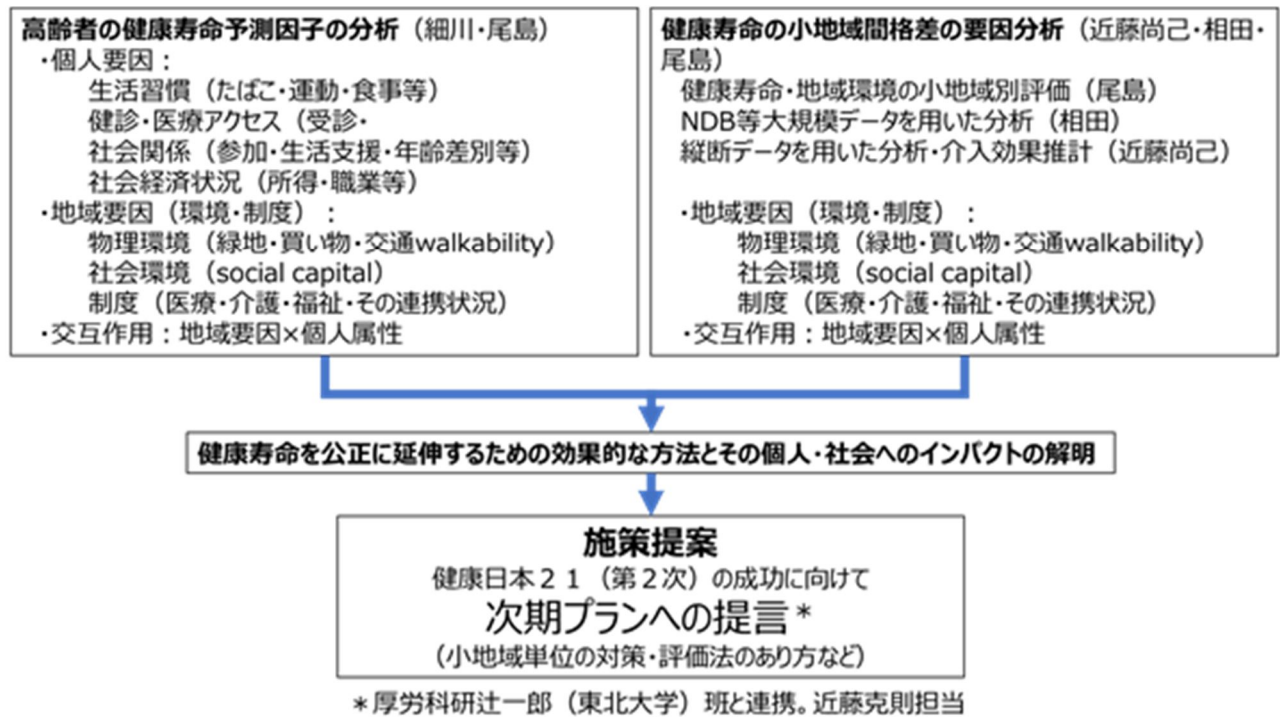 高齢者の健康寿命予測因子の分析（細川・尾島）
・個人要因：
生活習慣（たばこ・運動・食事等）
健診・医療アクセス（受診・
社会関係（参加・生活支援・年齢差別等）
社会経済状況（所得・職業等）
・地域要因（環境・制度）：
物理環境（緑地・買い物・交通walkability）
社会環境（social capital）
制度（医療・介護・福祉・その連携状況）
・交互作用：地域要因×個人属性
健康寿命の小地域間格差の要因分析（近藤尚己・相田・
尾島）
健康寿命・地域環境の小地域別評価（尾島）
NDB等大規模データを用いた分析（相田）
縦断データを用いた分析・介入効果推計（近藤尚己）
・地域要因（環境・制度）：
物理環境（緑地・買い物・交通walkability）
社会環境（social capital）
制度（医療・介護・福祉・その連携状況）
・交互作用：地域要因×個人属性
健康寿命を公正に延伸するための効果的な方法とその個人・社会へのインパクトの解明
施策提案
健康日本２１（第２次）の成功に向けて
次期プランへの提言＊
（小地域単位の対策・評価法のあり方など）
＊厚労科研辻一郎（東北大学）班と連携。近藤克則担当